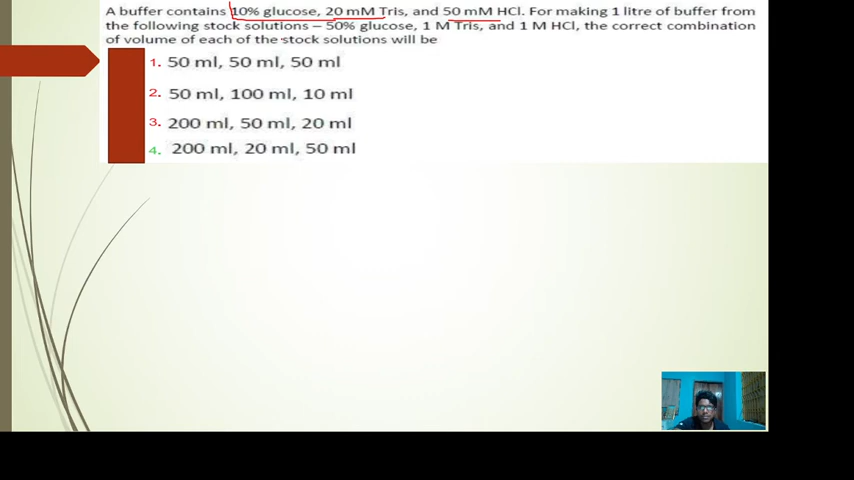 A buffer contains 10% glucose, 20 mM Tris, and 50 mM HCl. For making 1 litre of buffer from
the following stock solutions – 50% glucose, 1 M Tris, and 1 M HCl, the correct combination
of volume of each of the stock solutions will be
1. 50 ml, 50 ml, 50 ml
2. 50 ml, 100 ml, 10 ml
3. 200 ml, 50 ml, 20 ml
4. 200 ml, 20 ml, 50 ml